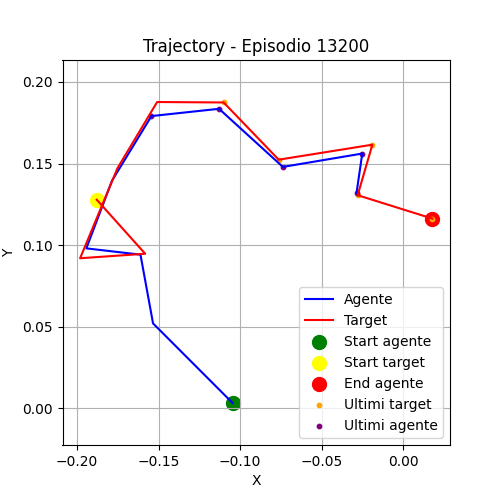 Trajectory - Episodio 13200
0.20
0.15
0.10
0.05
0.00
Y
−0.20
−0.15
−0.10
−0.05
0.00
X
Agente
Target
Start agente
Start target
End agente
Ultimi target
Ultimi agente